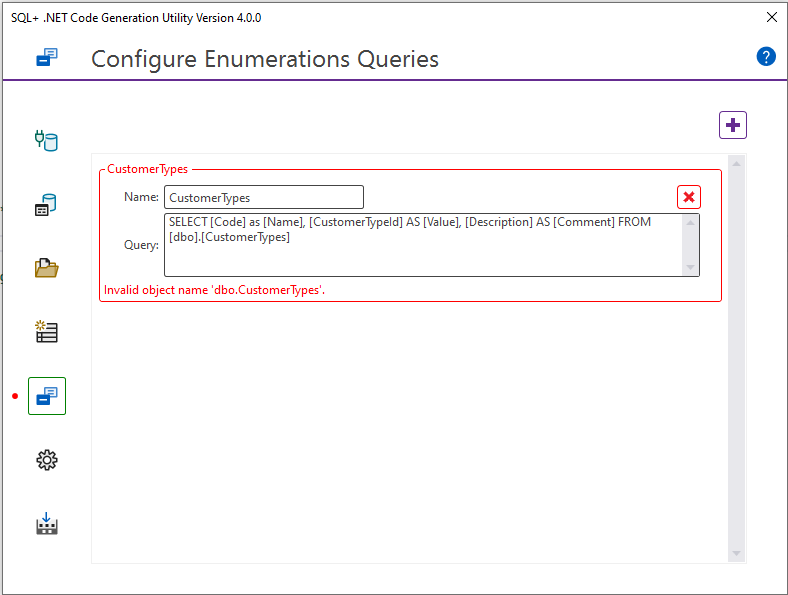 SQL+ .NET Code Generation Utility Version 4.0.0
Configure Enumerations Queries
?
CustomerTypes
Name: CustomerTypes
Query: SELECT [Code] as [Name], [CustomerTypeId] AS [Value], [Description] AS [Comment] FROM
[dbo].[CustomerTypes]
Invalid object name 'dbo.CustomerTypes'.